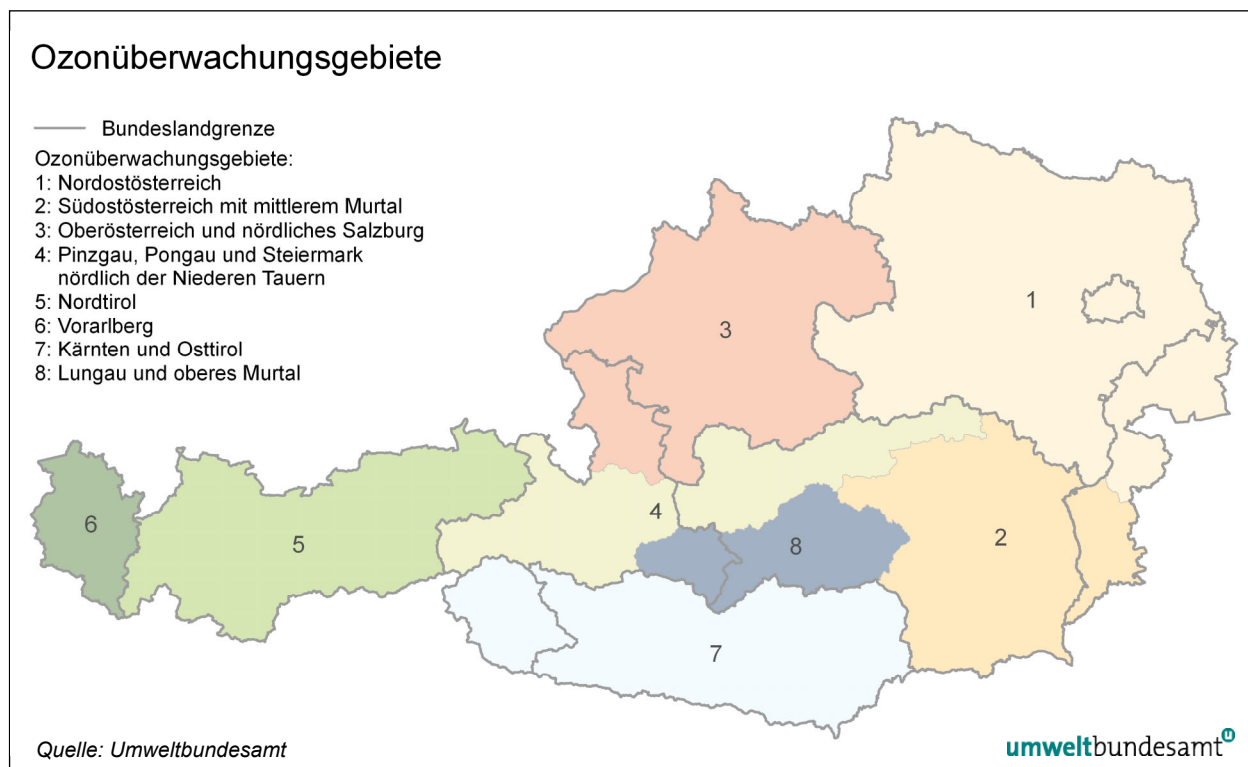 Ozonüberwachungsgebiete
Bundeslandgrenze
Ozonüberwachungsgebiete:
1: Nordostösterreich
2: Südostösterreich mit mittlerem Murtal
3: Oberösterreich und nördliches Salzburg
4: Pinzgau, Pongau und Steiermark
nördlich der Niederen Tauern
5: Nordtirol
6: Vorarlberg
7: Kärnten und Osttirol
8: Lungau und oberes Murtal
1
3
4
6
5
8
2
7
Quelle: Umweltbundesamt
umweltbundesamt u